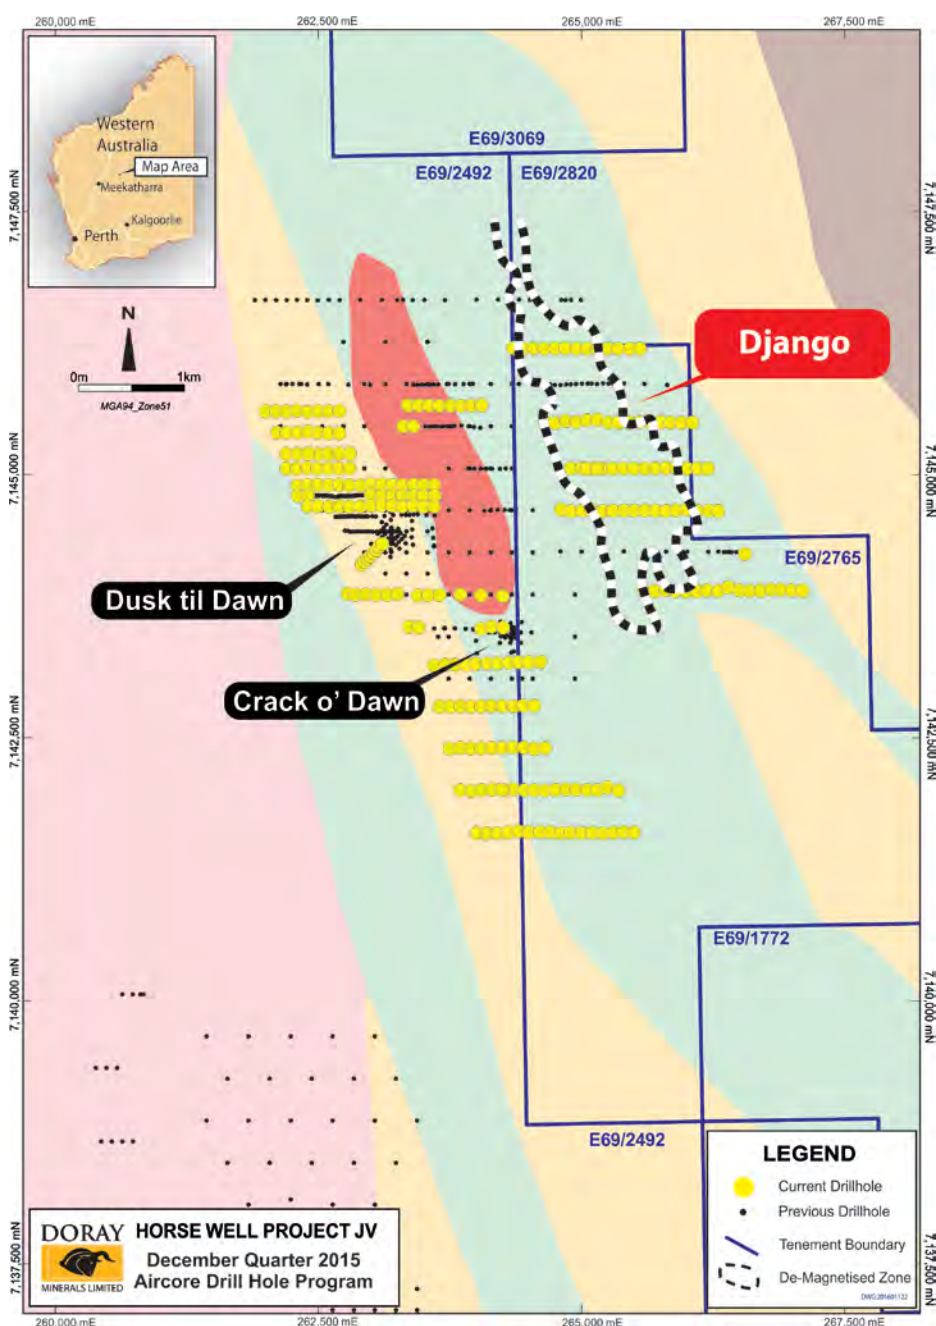 260,000 mE
262,500 mE
265,000 mE
267,500 mE
Western
Australia
Map Area
Meekatharra
Kalgoorlie
Perth
E69/3069
E69/2492
E69/2820
7,147,500 mN
7,147,500 mN
N
0m
1km
MGA94_Zone51
Django
7,145,000 mN
7,145,000 mN
E69/2765
Dusk til Dawn
Crack o' Dawn
7,142,500 mN
7,142,500 mN
E69/1772
7,140,000 mN
7,140,000 mN
E69/2492
LEGEND
Current Drillhole
Previous Drillhole
Tenement Boundary
De-Magnetised Zone
DWG201601122
DORAY
MINERALS LIMITED
HORSE WELL PROJECT JV
December Quarter 2015
Aircore Drill Hole Program
7,137,500 mN
7,137,500 mN
260,000 mE
262,500 mE
265,000 mE
267,500 mE